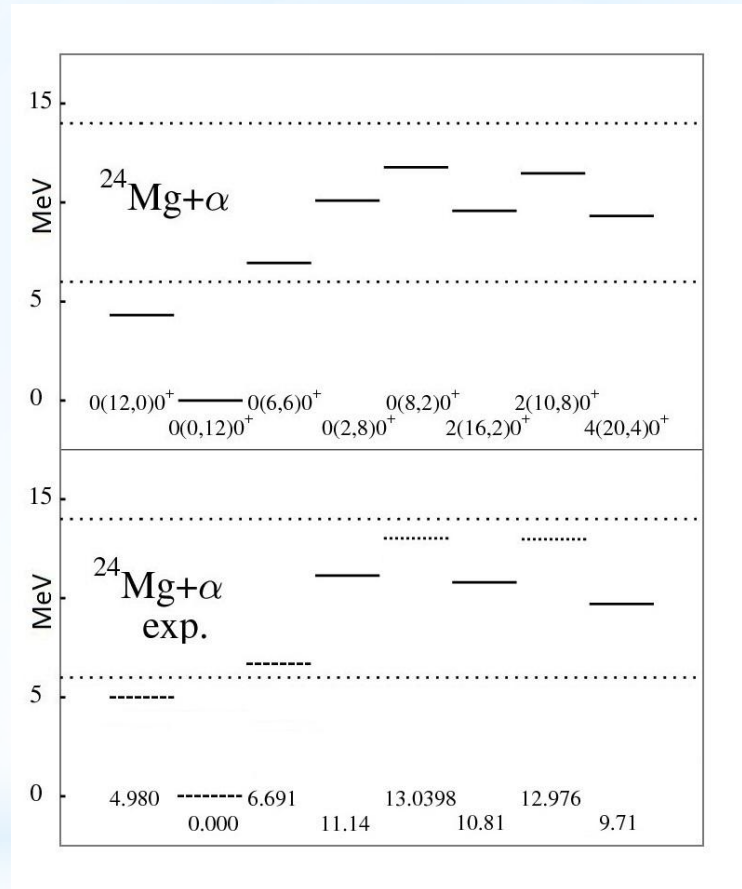 15
MeV
²⁴Mg+α
5
0
0(12,0)0⁺ 0(6,6)0⁺ 0(8,2)0⁺ 2(10,8)0⁺
0(0,12)0⁺ 0(2,8)0⁺ 2(16,2)0⁺ 4(20,4)0⁺
15
MeV
²⁴Mg+α
exp.
5
0
4.980 6.691 13.0398 12.976
0.000 11.14 10.81 9.71